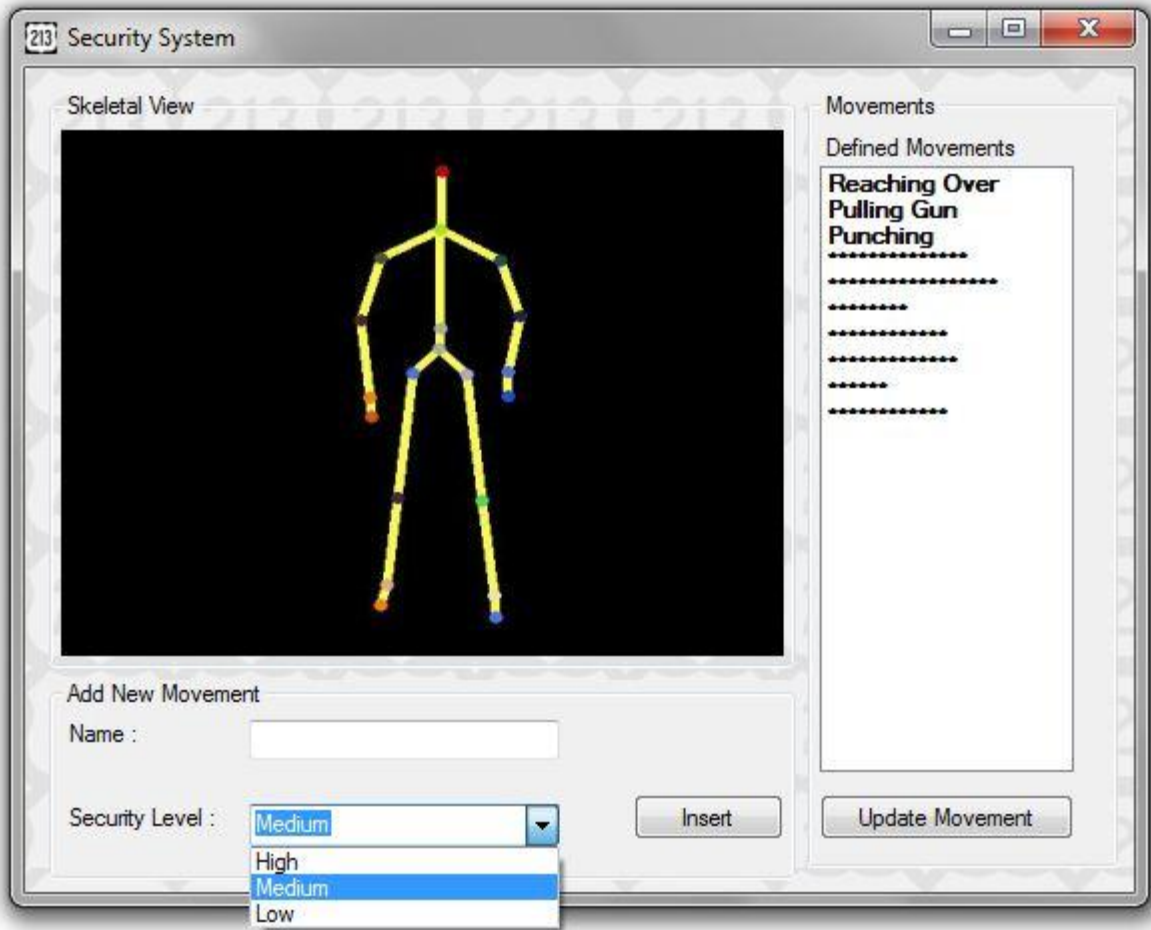 213 Security System
Skeletal View
Movements
Defined Movements
Reaching Over
Pulling Gun
Punching
**************
*****************
********
************
*************
******
************
Add New Movement
Name :
Security Level :
Medium
Insert
Update Movement
High
Medium
Low